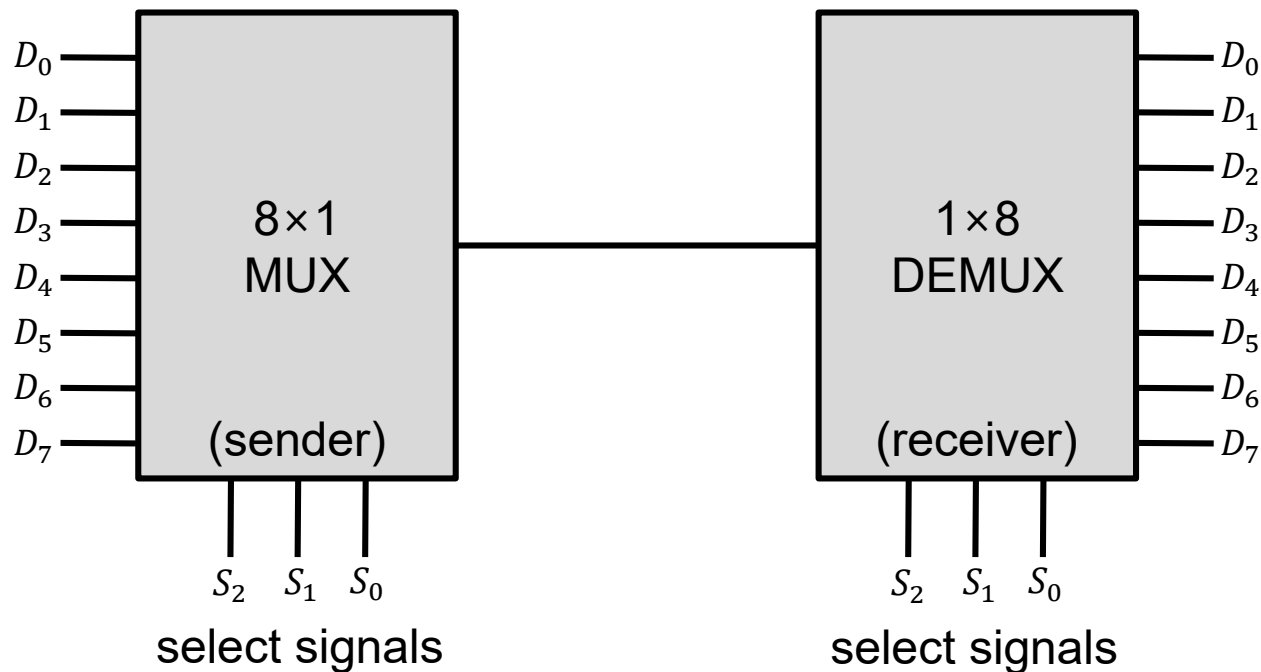 D₀
D₁
D₂
D₃
D₄
D₅
D₆
D₇
8×1
MUX
(sender)
S₂ S₁ S₀
select signals
1×8
DEMUX
(receiver)
D₀
D₁
D₂
D₃
D₄
D₅
D₆
D₇
S₂ S₁ S₀
select signals